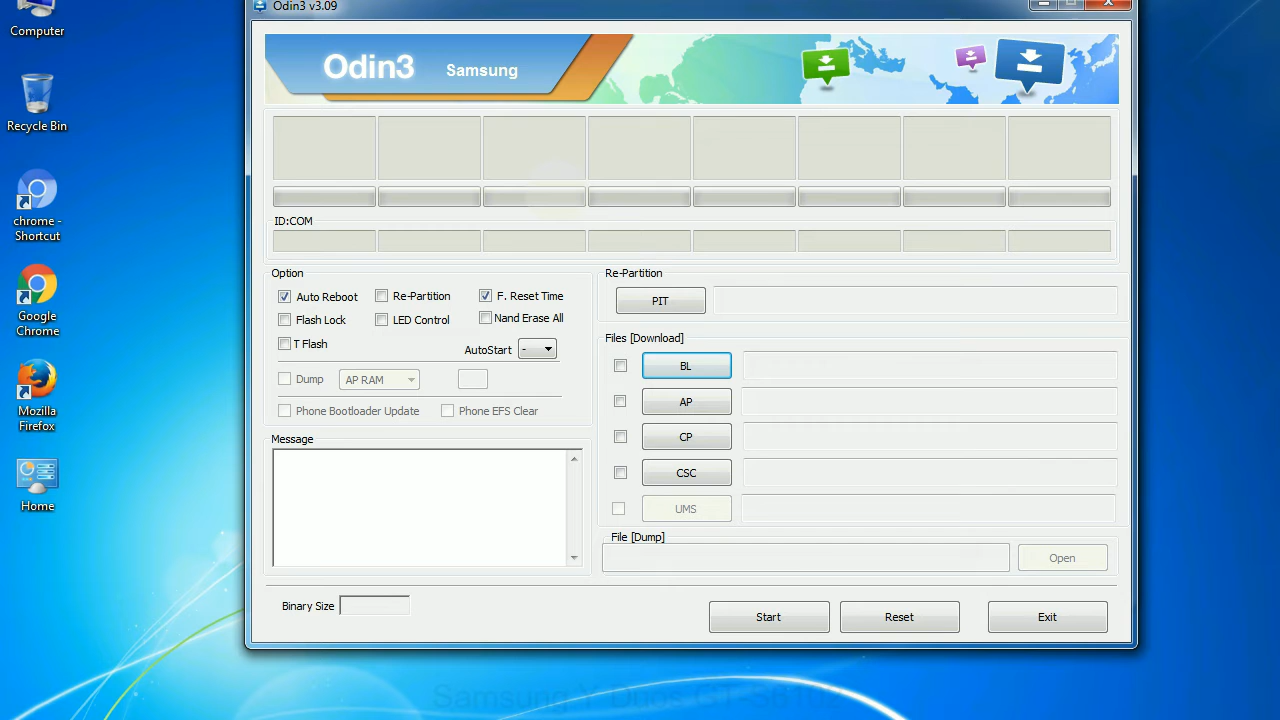 Computer
Recycle Bin
chrome -
Shortcut
Google
Chrome
Mozilla
Firefox
Home
Odin3 v3.09
Odin3 Samsung
ID:COM
Option
Auto Reboot
Re-Partition
F. Reset Time
Flash Lock
LED Control
Nand Erase All
T Flash
AutoStart -
Dump
AP RAM
Phone Bootloader Update
Phone EFS Clear
Message
Binary Size
Re-Partition
PIT
Files [Download]
BL
AP
CP
CSC
UMS
File [Dump]
Open
Start
Reset
Exit
Samsung Y Duos